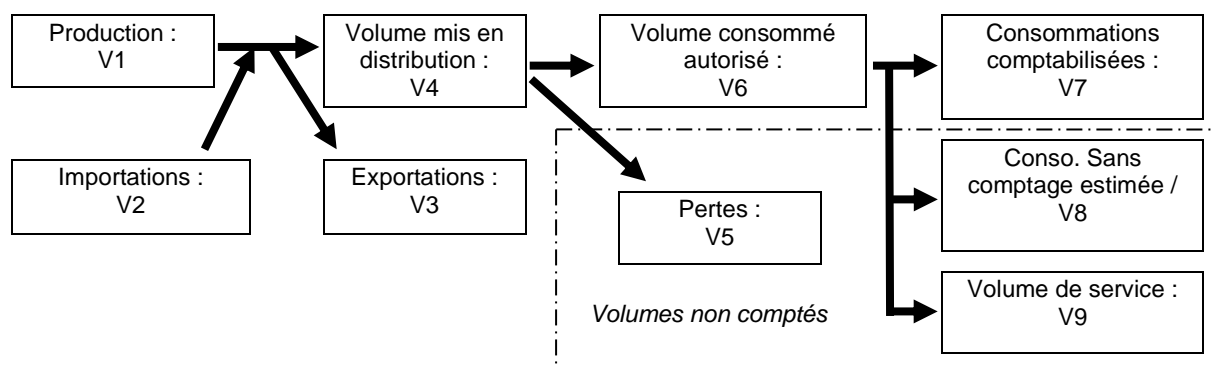 Production :
V1
Volume mis en
distribution :
V4
Volume consommé
autorisé :
V6
Consommations
comptabilisées :
V7
Importations :
V2
Exportations :
V3
Pertes :
V5
Conso. Sans
comptage estimée /
V8
Volumes non comptés
Volume de service :
V9